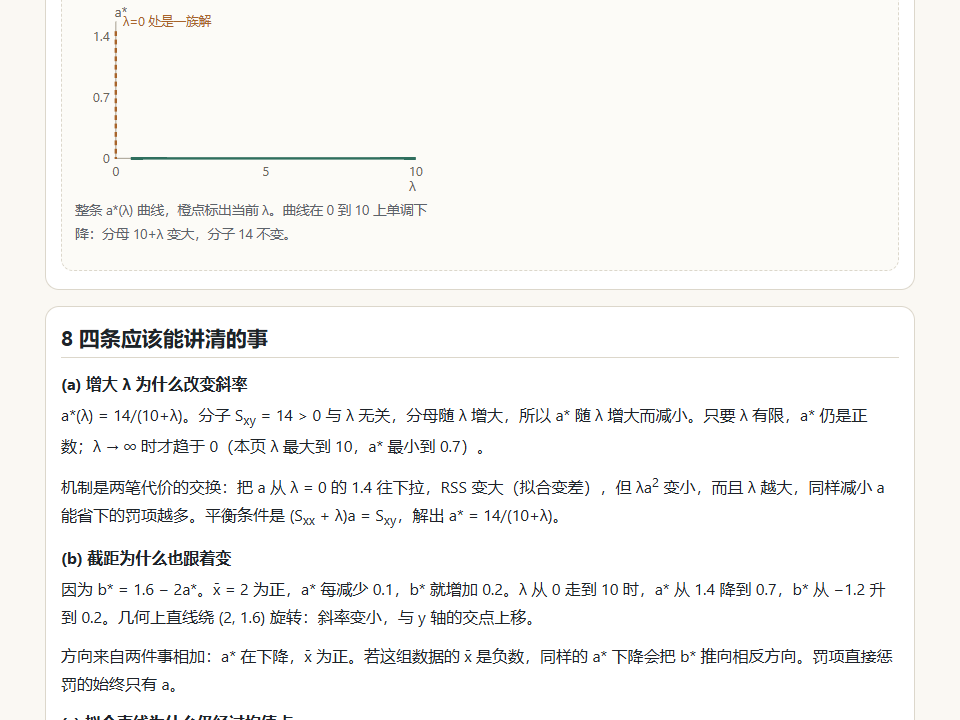 a*
λ=0 处是一族解
1.4
0.7
0
0
5
10
λ
整条 a*(λ) 曲线，橙点标出当前 λ。曲线在 0 到 10 上单调下
降：分母 10+λ 变大，分子 14 不变。
8 四条应该能讲清的事
(a) 增大 λ 为什么改变斜率
a*(λ) = 14/(10+λ)。分子 Sxy = 14 > 0 与 λ 无关，分母随 λ 增大，所以 a* 随 λ 增大而减小。只要 λ 有限，a* 仍是正
数；λ → ∞ 时才趋于 0（本页 λ 最大到 10，a* 最小到 0.7）。
机制是两笔代价的交换：把 a 从 λ = 0 的 1.4 往下拉，RSS 变大（拟合变差），但 λa² 变小，而且 λ 越大，同样减小 a
能省下的罚项越多。平衡条件是 (Sxx + λ)a = Sxy，解出 a* = 14/(10+λ)。
(b) 截距为什么也跟着变
因为 b* = 1.6 − 2a*。x̄ = 2 为正，a* 每减少 0.1，b* 就增加 0.2。λ 从 0 走到 10 时，a* 从 1.4 降到 0.7，b* 从 −1.2 升
到 0.2。几何上直线绕 (2, 1.6) 旋转：斜率变小，与 y 轴的交点上移。
方向来自两件事相加：a* 在下降，x̄ 为正。若这组数据的 x̄ 是负数，同样的 a* 下降会把 b* 推向相反方向。罚项直接惩
罚的始终只有 a。